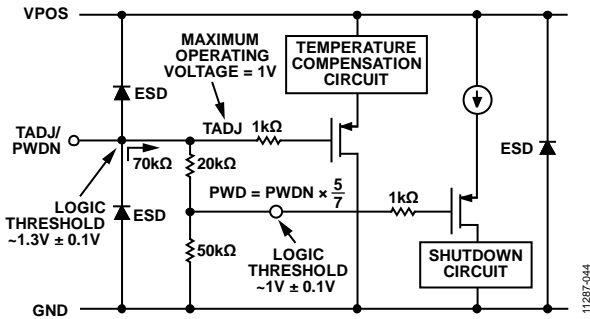 VPOS
MAXIMUM
OPERATING
VOLTAGE = 1V
TEMPERATURE
COMPENSATION
CIRCUIT
ESD
TADJ/
PWDN
TADJ
1kΩ
70kΩ
20kΩ
ESD
PWD = PWDN × 5/7
1kΩ
LOGIC
THRESHOLD
~1.3V ± 0.1V
ESD
50kΩ
LOGIC
THRESHOLD
~1V ± 0.1V
SHUTDOWN
CIRCUIT
GND
11287-044